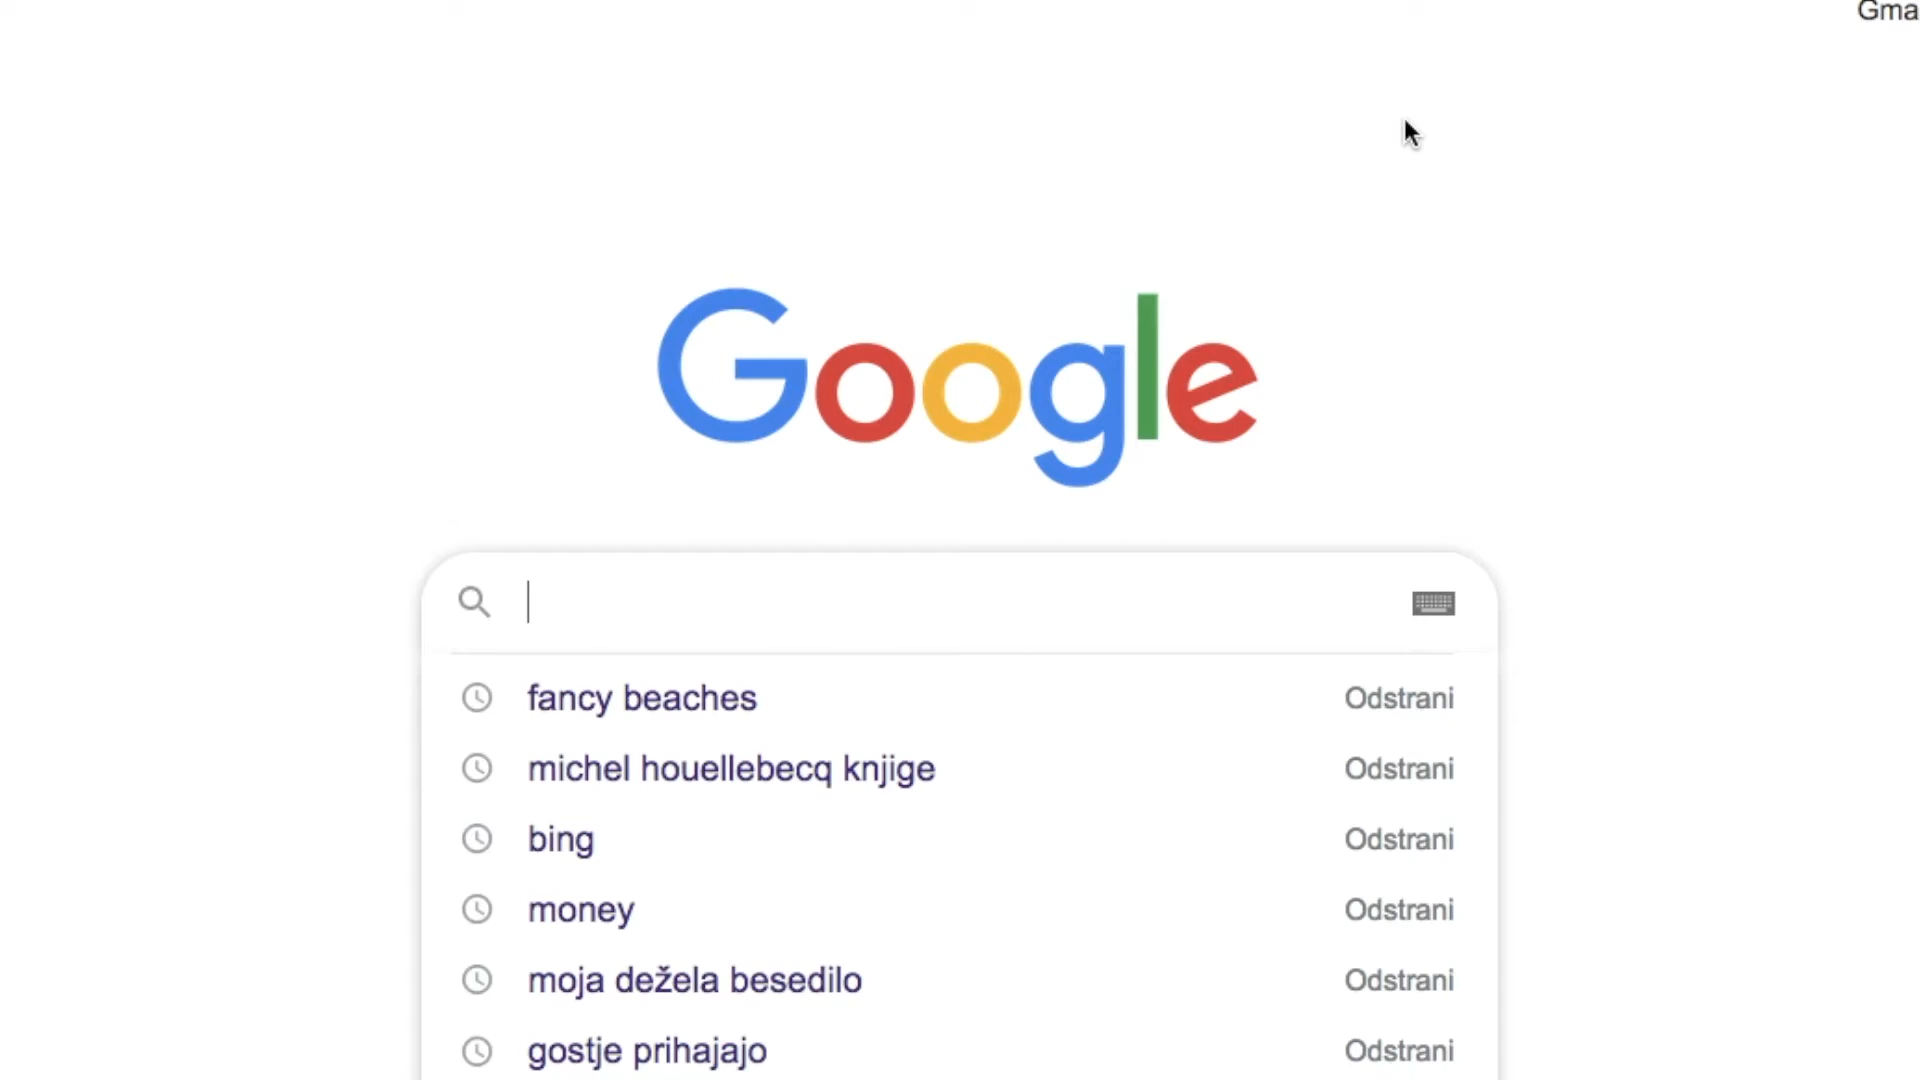 Gma
Google
fancy beaches Odstrani
michel houellebecq knjige Odstrani
bing Odstrani
money Odstrani
moja dežela besedilo Odstrani
gostje prihajajo Odstrani